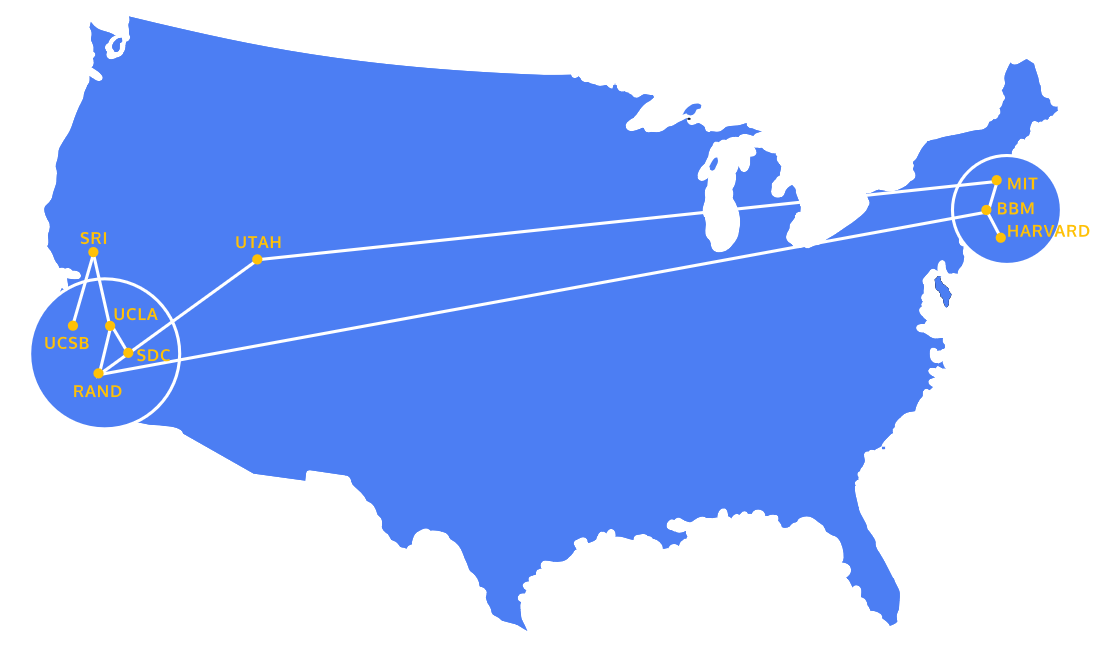 MIT
BBM
HARVARD
SRI
UTAH
UCLA
UCSB
SDC
RAND